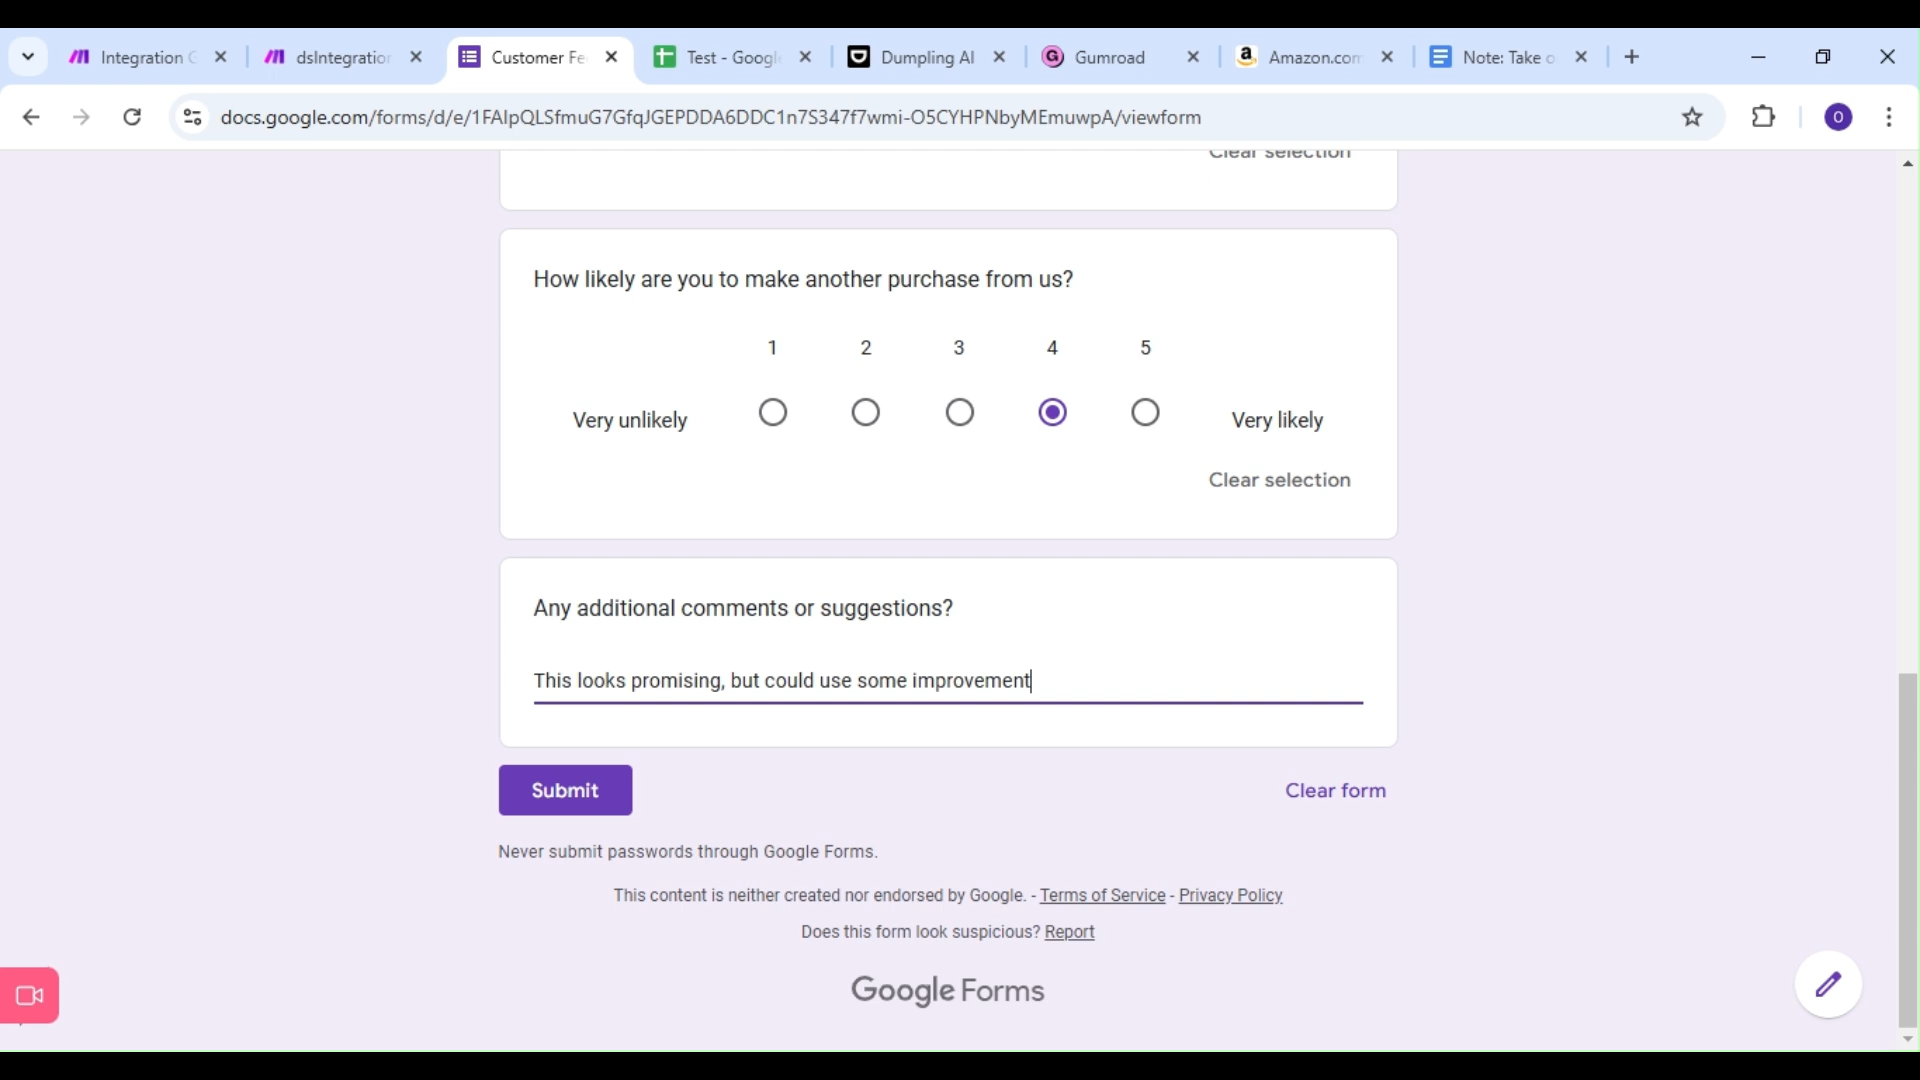 Integration G
dsIntegration
Customer Fe
Test - Google
Dumpling AI
Gumroad
Amazon.com
Note: Take o
docs.google.com/forms/d/e/1FAIpQLSfmuG7GfqJGEPDDA6DDC1n7S347f7wmi-O5CYHPNbyMEmuwpA/viewform
O
Clear selection
How likely are you to make another purchase from us?
1 2 3 4 5
Very unlikely Very likely
Clear selection
Any additional comments or suggestions?
This looks promising, but could use some improvement
Submit Clear form
Never submit passwords through Google Forms.
This content is neither created nor endorsed by Google. - Terms of Service - Privacy Policy
Does this form look suspicious? Report
Google Forms